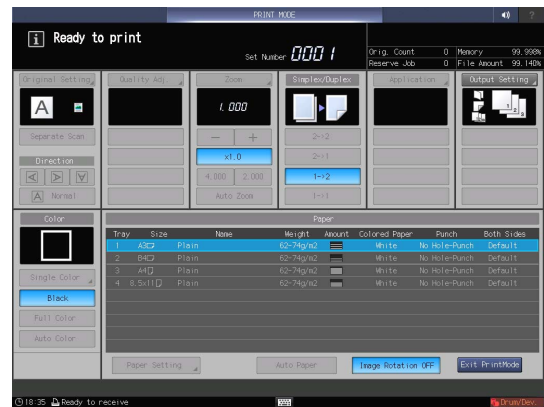 PRINT MODE
Ready to print
Set Number 0001
Orig. Count 0 Memory 99.998%
Reserve Job 0 File Amount 99.140%
Original Setting Quality Adj. Zoom Simplex/Duplex Application Output Setting
A 1.000 1 2 3
Separate Scan - + 2->2
Direction ×1.0 2->1
A A A 4.000 2.000 1->2
A Normal Auto Zoom 1->1
Color Paper
Tray Size Name Weight Amount Colored Paper Punch Both Sides
1 A3 Plain 62-74g/m2 White No Hole-Punch Default
2 B4 Plain 62-74g/m2 White No Hole-Punch Default
3 A4 Plain 62-74g/m2 White No Hole-Punch Default
4 8.5x11 Plain 62-74g/m2 White No Hole-Punch Default
Single Color
Black
Full Color
Auto Color
Paper Setting Auto Paper Image Rotation OFF Exit PrintMode
18:35 Ready to receive Drum/Dev.